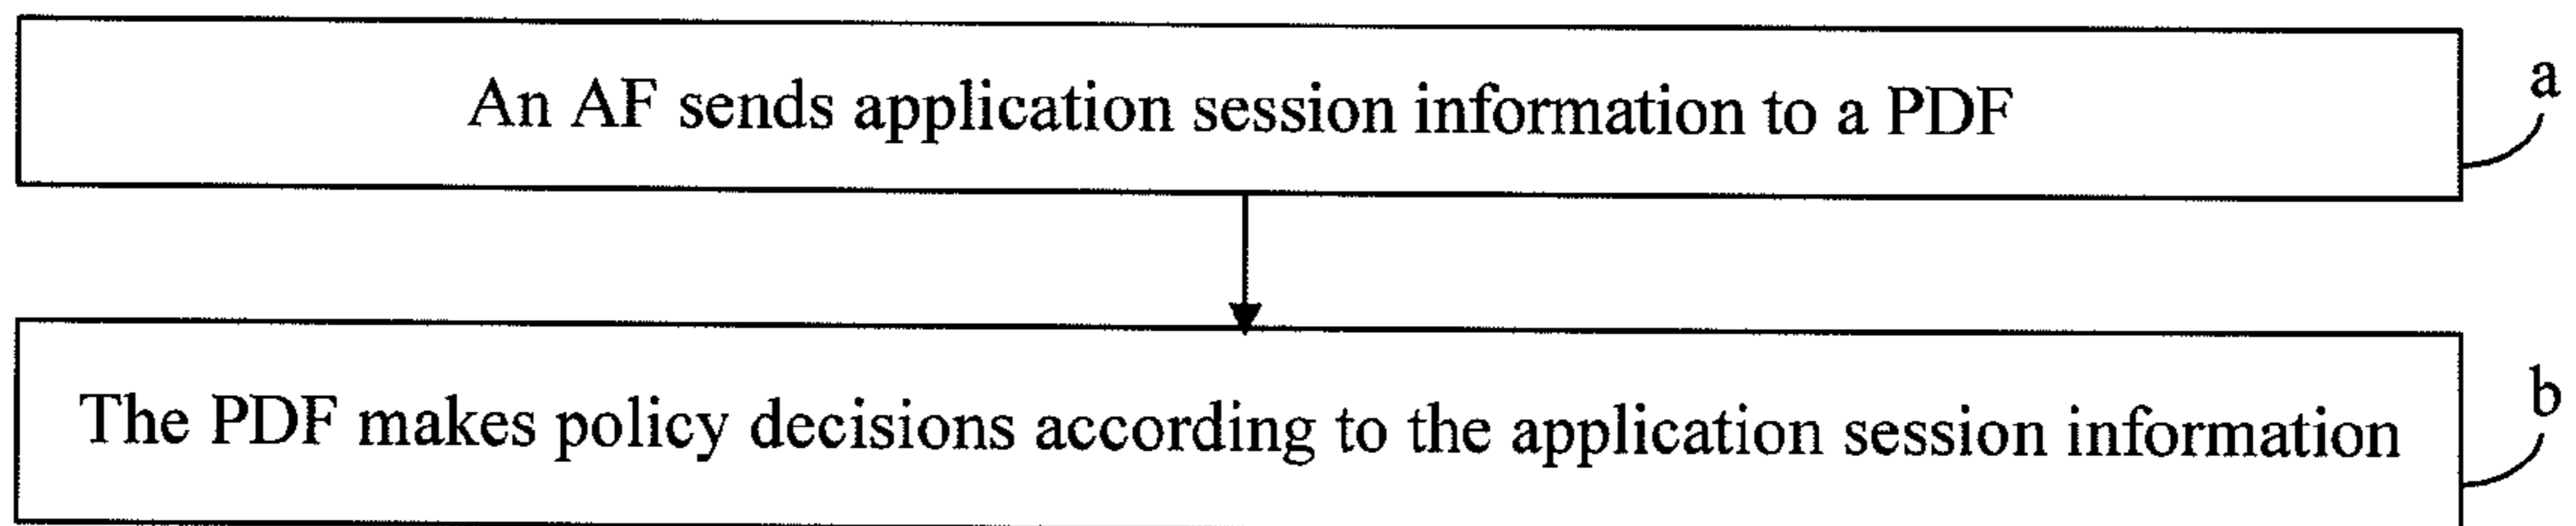 An AF sends application session information to a PDF
a
The PDF makes policy decisions according to the application session information
b